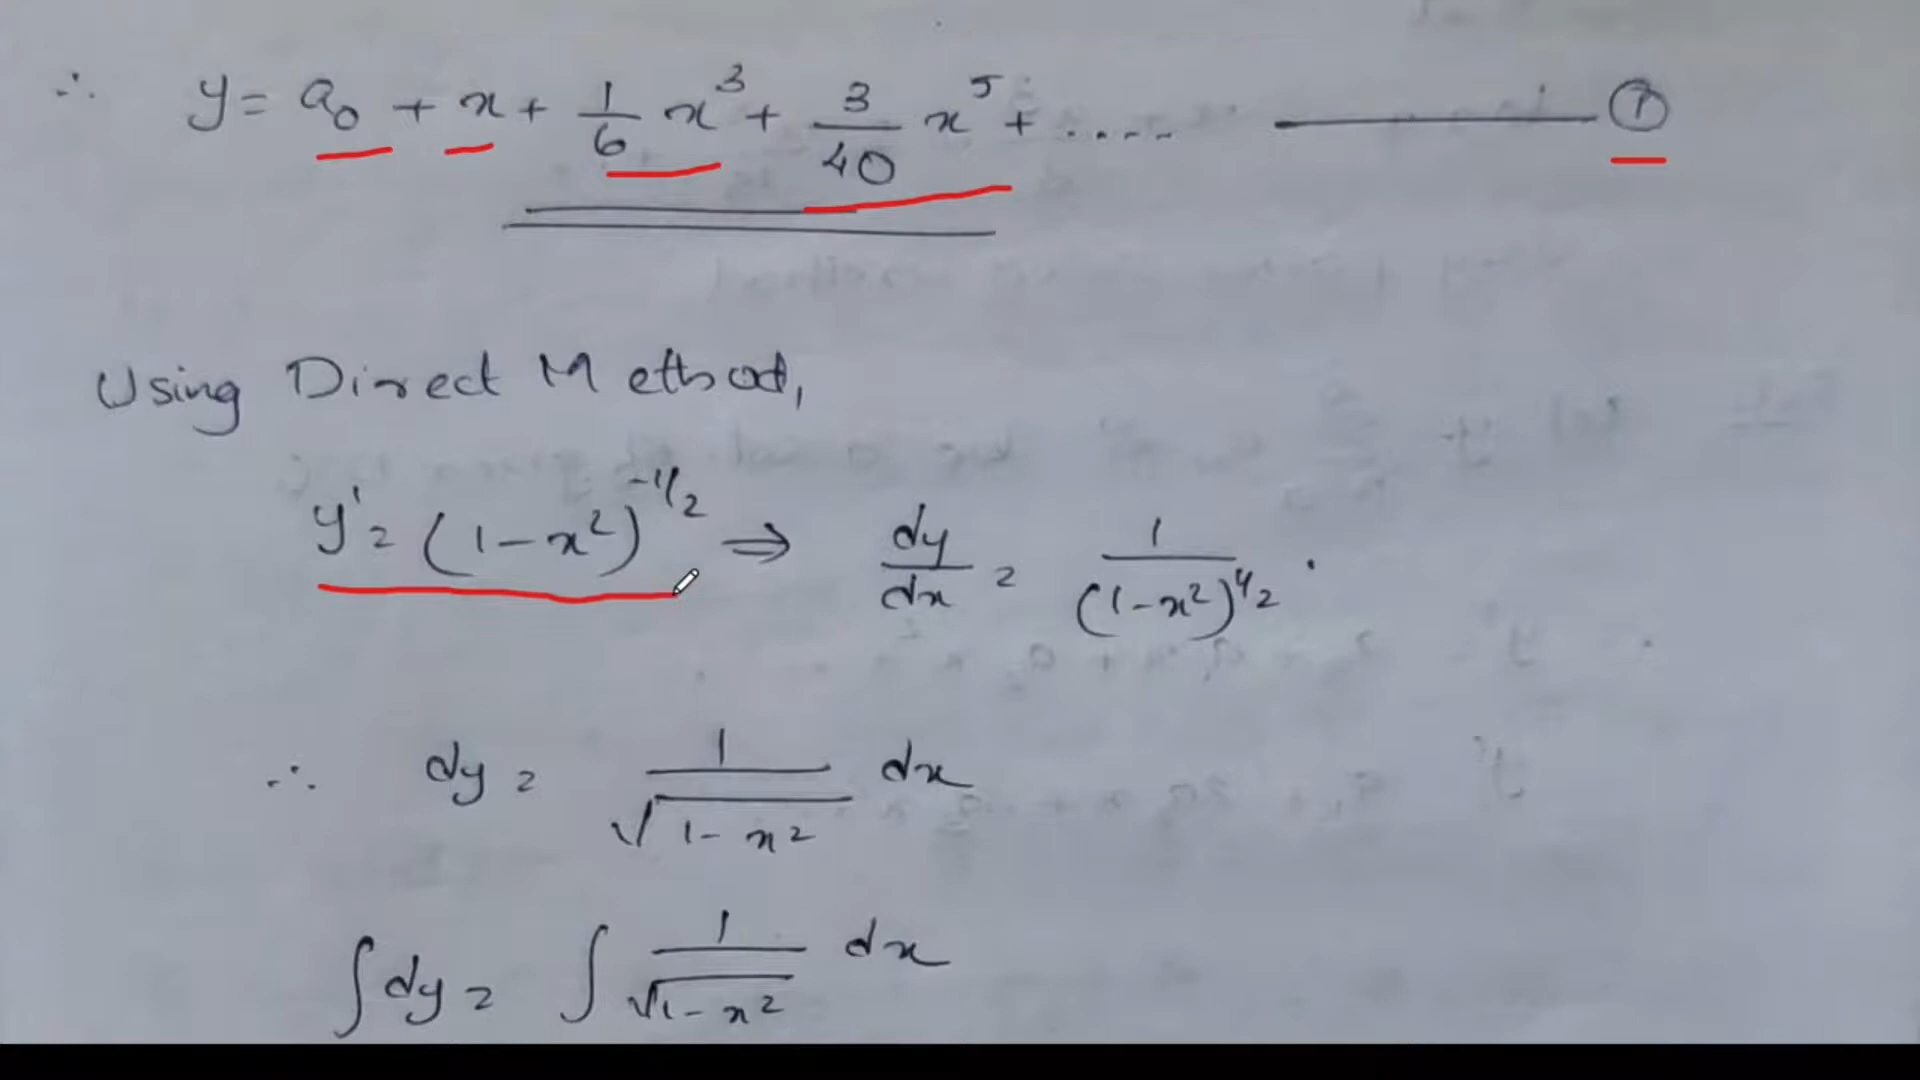 ∴ y = a₀ + x + 1/6 x³ + 3/40 x⁵ + ..... ——— ①
Using Direct Method,
y' = (1-x²)^-1/2 ⇒ dy/dx = 1/(1-x²)^1/2 .
∴ dy = 1/√(1-x²) dx
∫dy = ∫ 1/√(1-x²) dx